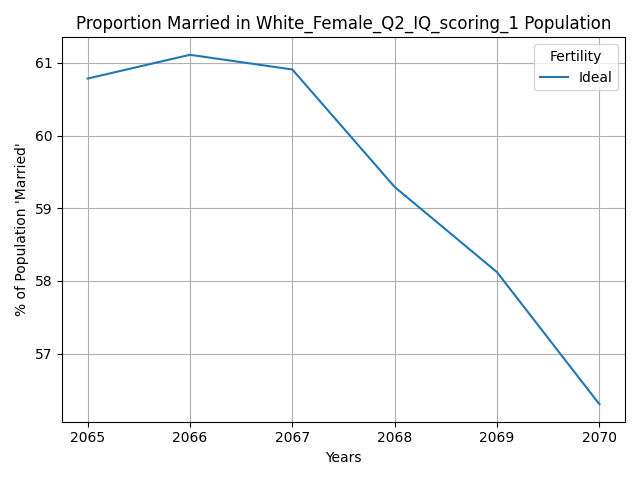 Proportion Married in White_Female_Q2_IQ_scoring_1 Population
Fertility
Ideal
% of Population 'Married'
61
60
59
58
57
2065 2066 2067 2068 2069 2070
Years